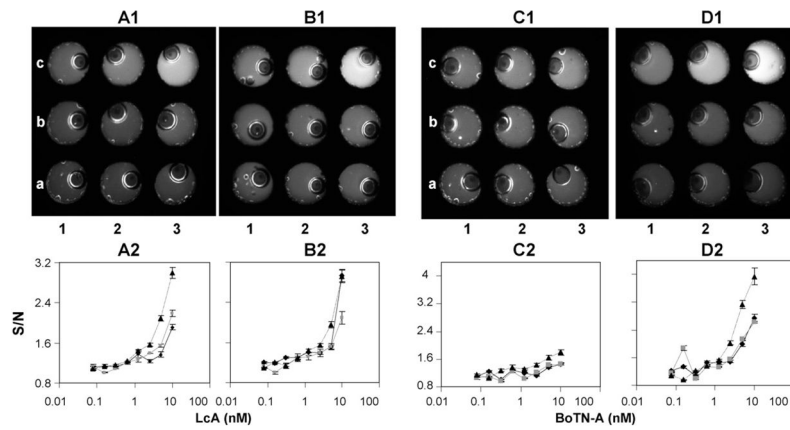 A1 B1 C1 D1
c c
b b
a a
1 2 3 1 2 3 1 2 3 1 2 3
A2 B2 C2 D2
S/N
3.2 4
2.4 3.2
2.4
1.6 1.6
0.8 0.8
0.01 0.1 1 10 100 0.01 0.1 1 10 100 0.01 0.1 1 10 100 0.01 0.1 1 10 100
LcA (nM) BoTN-A (nM)